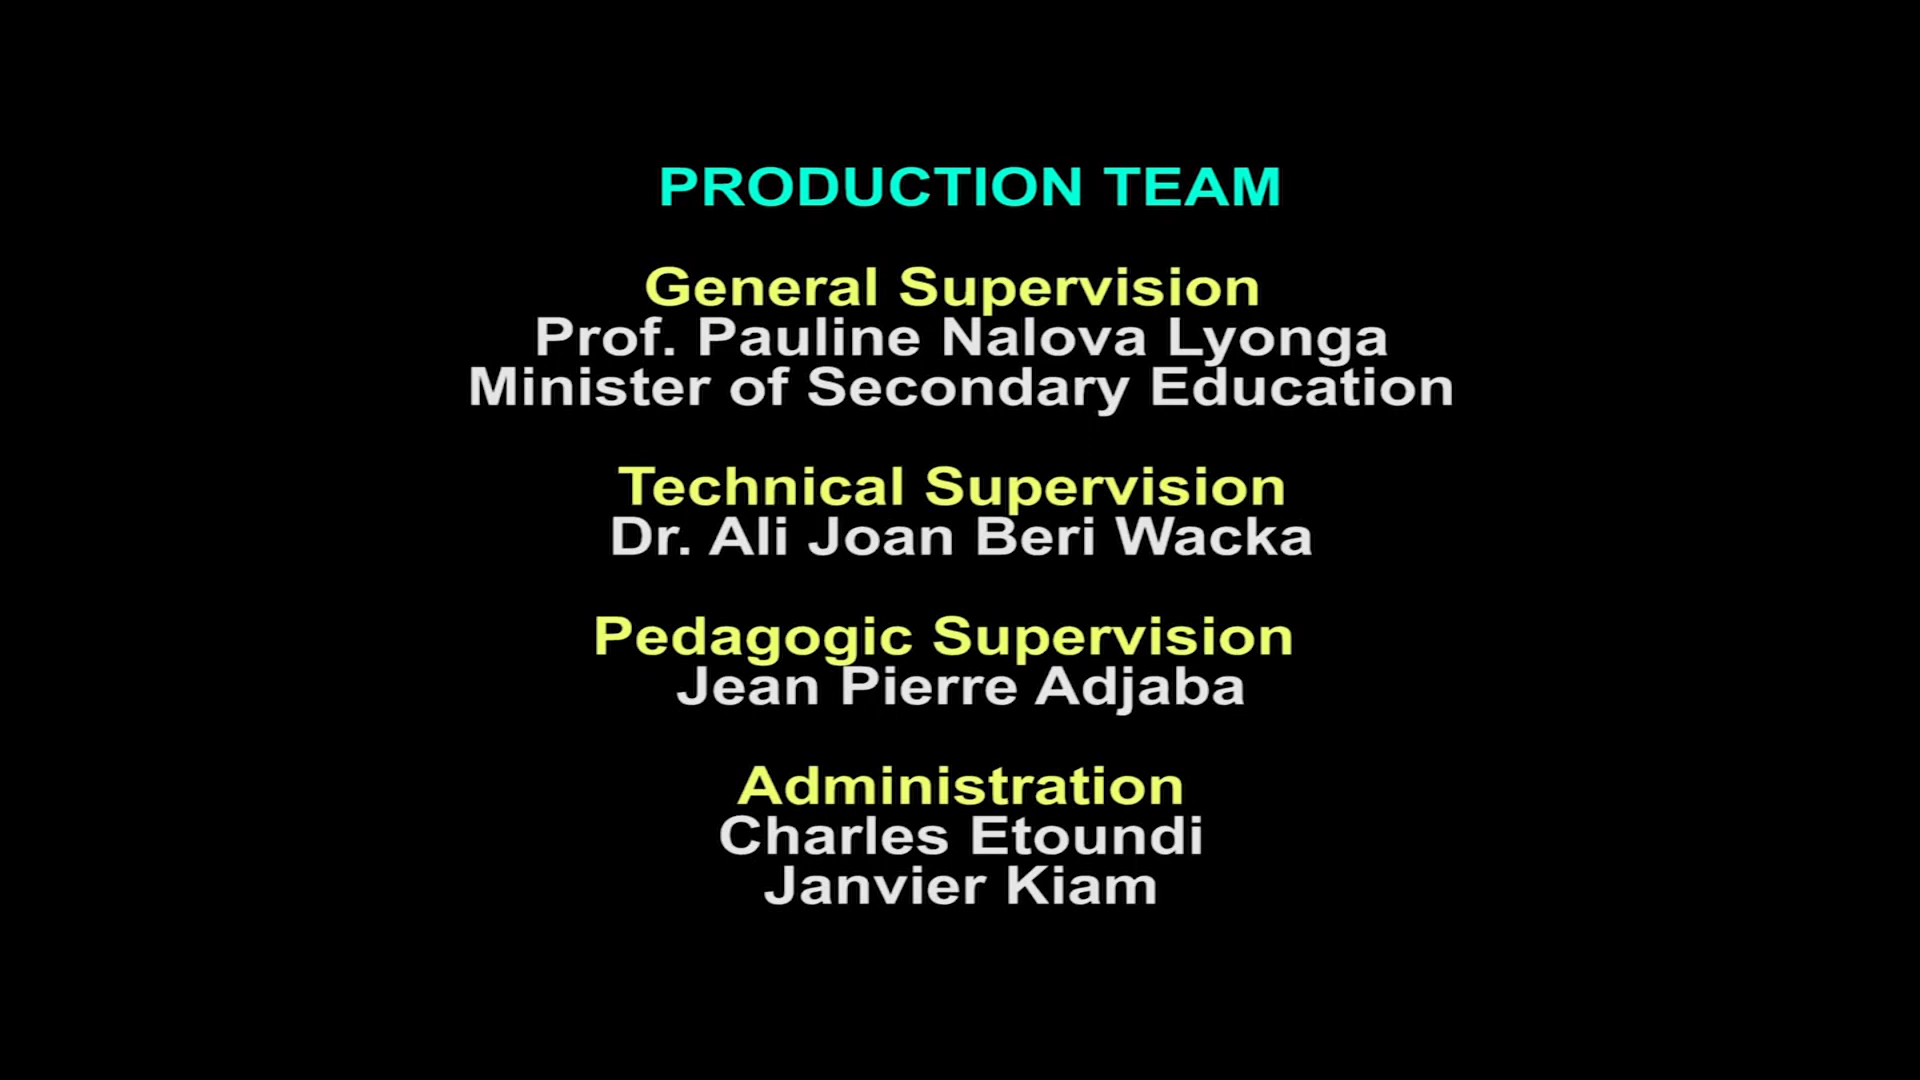 PRODUCTION TEAM
General Supervision
Prof. Pauline Nalova Lyonga
Minister of Secondary Education
Technical Supervision
Dr. Ali Joan Beri Wacka
Pedagogic Supervision
Jean Pierre Adjaba
Administration
Charles Etoundi
Janvier Kiam